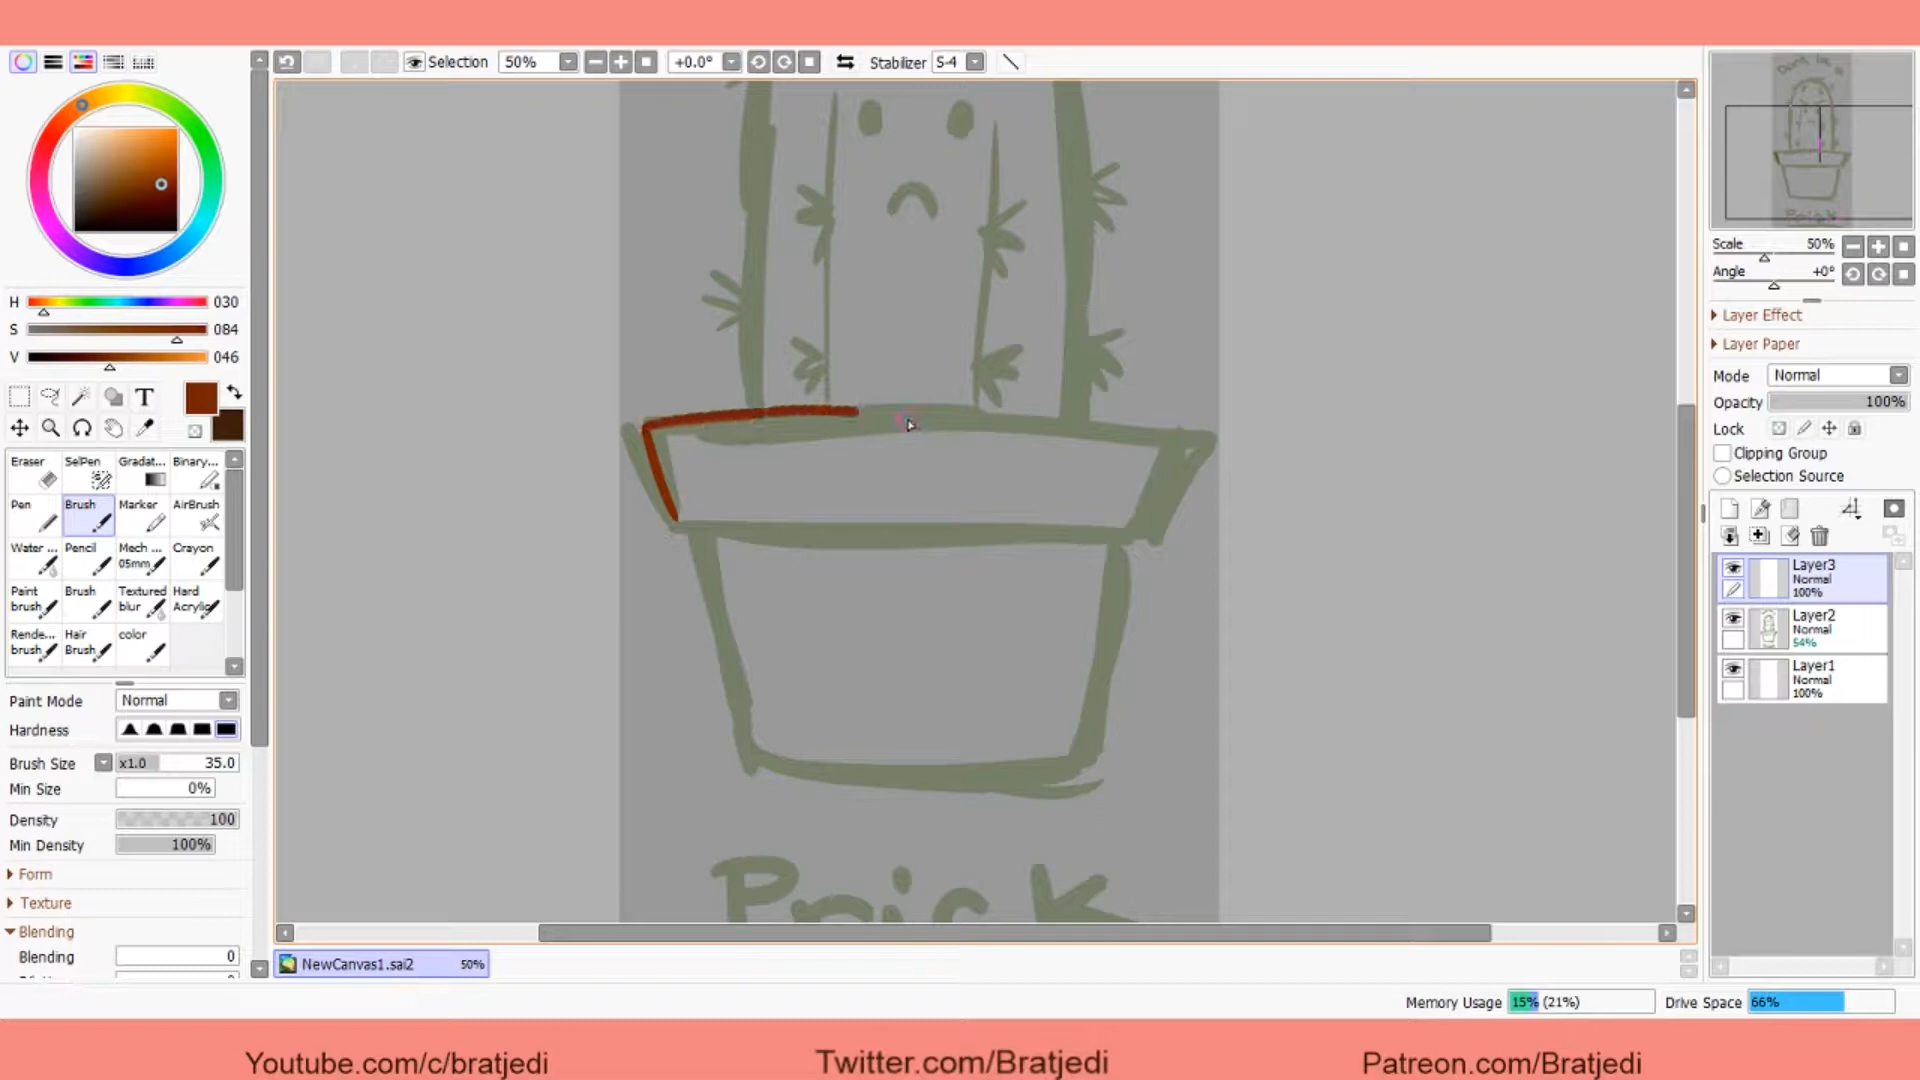 Selection 50% +0.0° Stabilizer S-4
H 030
S 084
V 046
T
Eraser SelPen Gradat... Binary...
Pen Brush Marker AirBrush
Water ... Pencil Mech ... 05mm Crayon
Paint brush Brush Textured blur Hard Acrylic
Rende... brush Hair Brush color
Paint Mode Normal
Hardness
Brush Size x1.0 35.0
Min Size 0%
Density 100
Min Density 100%
Form
Texture
Blending
Blending 0
Prick
NewCanvas1.sai2 50%
Dont be a
Prick
Scale 50%
Angle +0°
Layer Effect
Layer Paper
Mode Normal
Opacity 100%
Lock
Clipping Group
Selection Source
Layer3
Normal
100%
Layer2
Normal
54%
Layer1
Normal
100%
Memory Usage 15% (21%) Drive Space 66%
Youtube.com/c/bratjedi Twitter.com/Bratjedi Patreon.com/Bratjedi